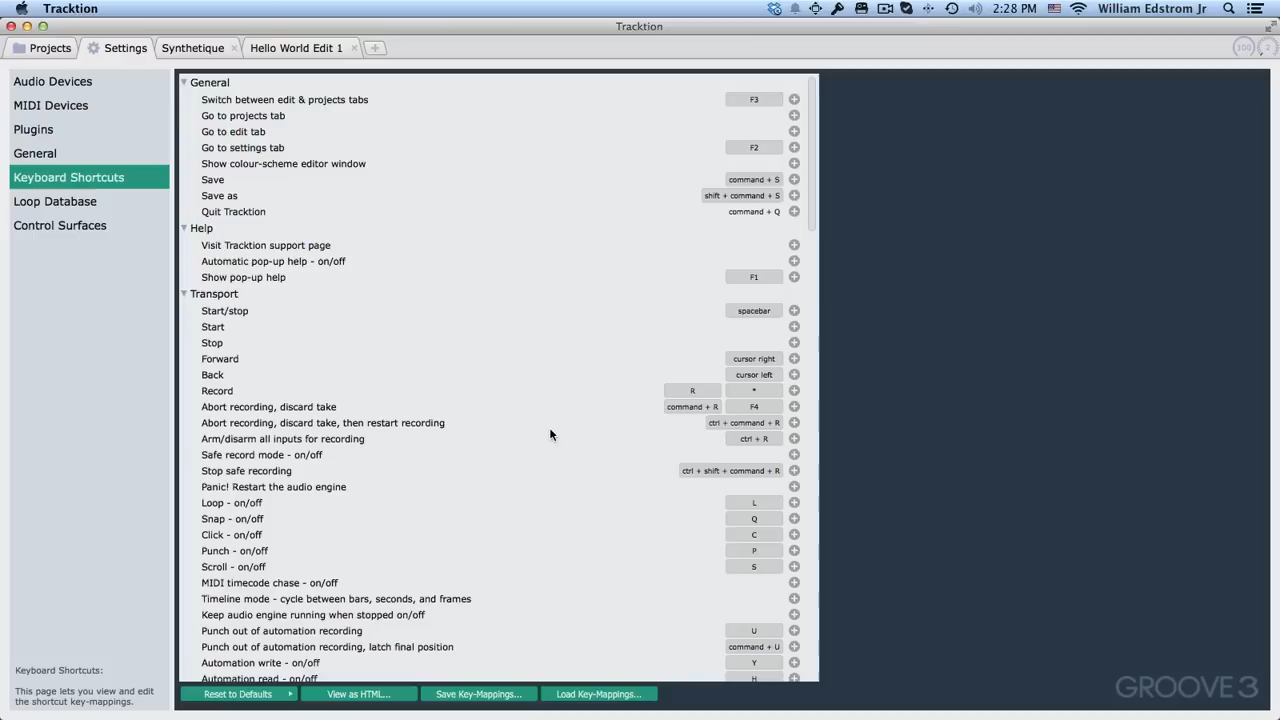 Tracktion
2:28 PM
William Edstrom Jr
Tracktion
Projects
Settings
Synthetique
Hello World Edit 1
Audio Devices
MIDI Devices
Plugins
General
Keyboard Shortcuts
Loop Database
Control Surfaces
General
Switch between edit & projects tabs F3
Go to projects tab
Go to edit tab
Go to settings tab F2
Show colour-scheme editor window
Save command + S
Save as shift + command + S
Quit Tracktion command + Q
Help
Visit Tracktion support page
Automatic pop-up help - on/off
Show pop-up help F1
Transport
Start/stop spacebar
Start
Stop
Forward cursor right
Back cursor left
Record R *
Abort recording, discard take command + R F4
Abort recording, discard take, then restart recording ctrl + command + R
Arm/disarm all inputs for recording ctrl + R
Safe record mode - on/off
Stop safe recording ctrl + shift + command + R
Panic! Restart the audio engine
Loop - on/off L
Snap - on/off Q
Click - on/off C
Punch - on/off P
Scroll - on/off S
MIDI timecode chase - on/off
Timeline mode - cycle between bars, seconds, and frames
Keep audio engine running when stopped on/off
Punch out of automation recording U
Punch out of automation recording, latch final position command + U
Automation write - on/off Y
Automation read - on/off H
Keyboard Shortcuts:
This page lets you view and edit
the shortcut key-mappings.
Reset to Defaults
View as HTML...
Save Key-Mappings...
Load Key-Mappings...
GROOVE 3